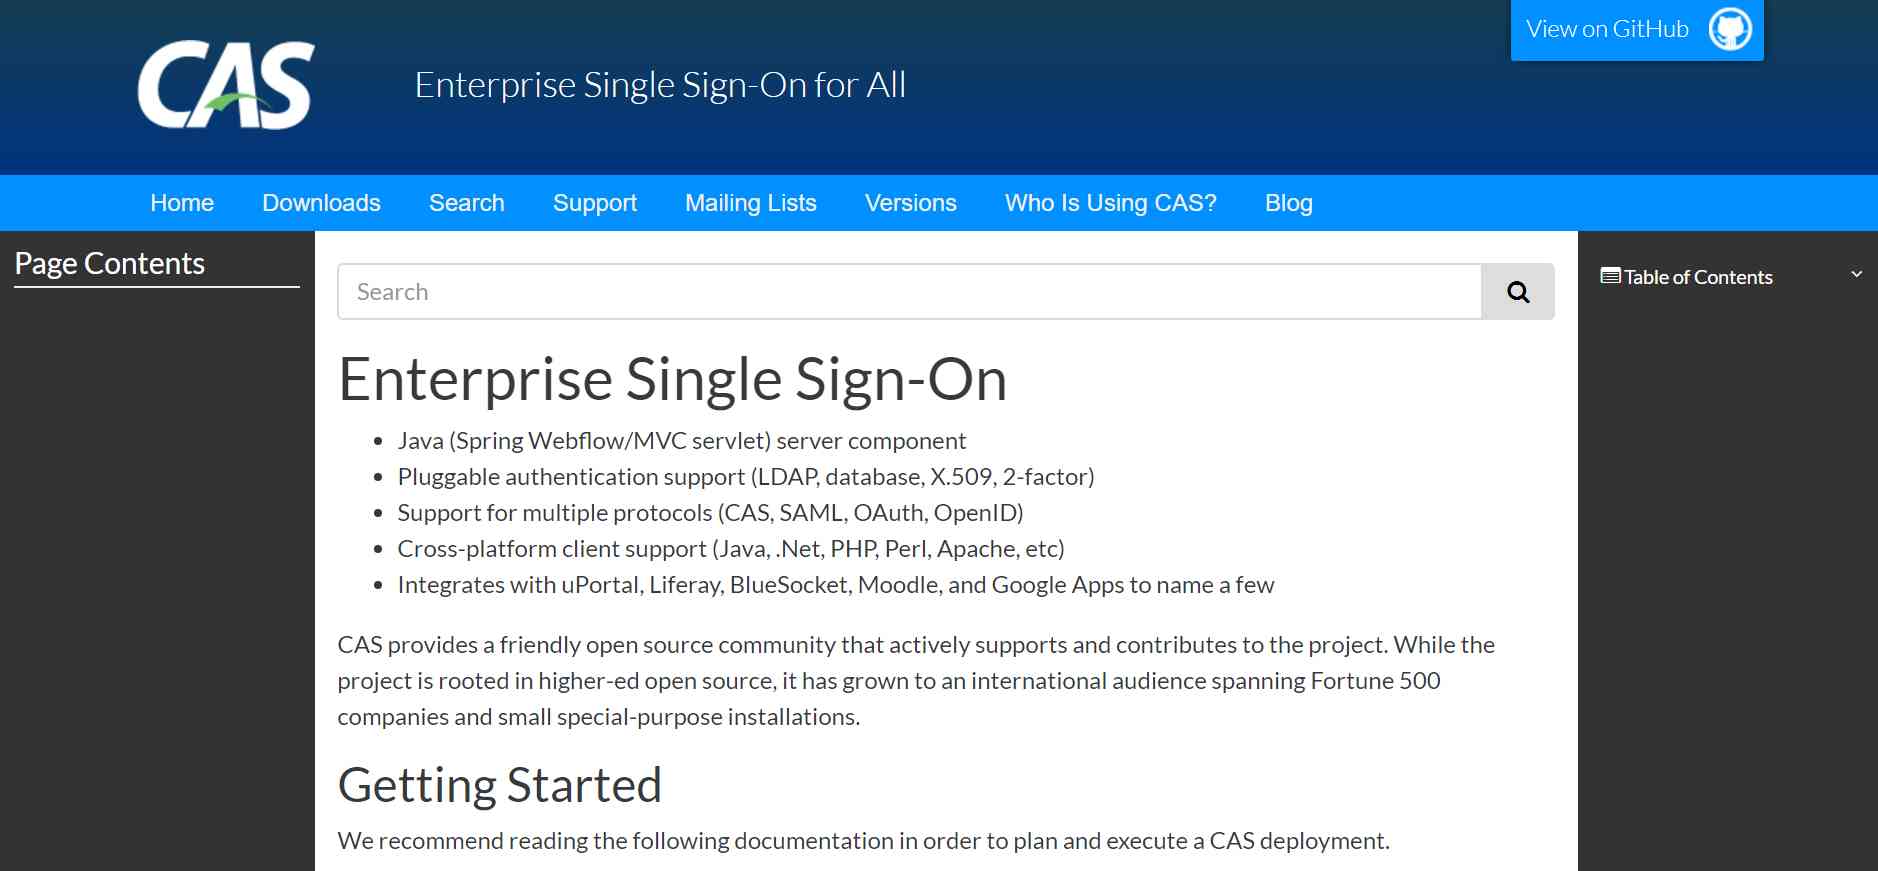 View on GitHub
CAS
Enterprise Single Sign-On for All
Home Downloads Search Support Mailing Lists Versions Who Is Using CAS? Blog
Page Contents
Search
Table of Contents
Enterprise Single Sign-On
• Java (Spring Webflow/MVC servlet) server component
• Pluggable authentication support (LDAP, database, X.509, 2-factor)
• Support for multiple protocols (CAS, SAML, OAuth, OpenID)
• Cross-platform client support (Java, .Net, PHP, Perl, Apache, etc)
• Integrates with uPortal, Liferay, BlueSocket, Moodle, and Google Apps to name a few
CAS provides a friendly open source community that actively supports and contributes to the project. While the
project is rooted in higher-ed open source, it has grown to an international audience spanning Fortune 500
companies and small special-purpose installations.
Getting Started
We recommend reading the following documentation in order to plan and execute a CAS deployment.